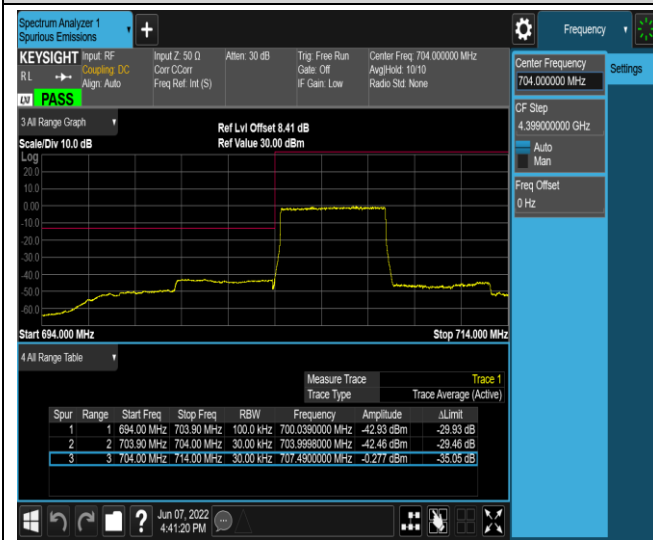 Spectrum Analyzer 1
Spurious Emissions
+
Frequency
KEYSIGHT
RL
LXI
PASS
Input: RF
Coupling: DC
Align: Auto
Input Z: 50 Ω
Corr CCorr
Freq Ref: Int (S)
Atten: 30 dB
Trig: Free Run
Gate: Off
IF Gain: Low
Center Freq: 704.000000 MHz
Avg|Hold: 10/10
Radio Std: None
Center Frequency
704.000000 MHz
Settings
CF Step
4.399000000 GHz
Auto
Man
Freq Offset
0 Hz
3 All Range Graph
Scale/Div 10.0 dB
Ref Lvl Offset 8.41 dB
Ref Value 30.00 dBm
Log
20.0
10.0
0.00
-10.0
-20.0
-30.0
-40.0
-50.0
-60.0
Start 694.000 MHz
Stop 714.000 MHz
4 All Range Table
Measure Trace Trace 1
Trace Type Trace Average (Active)
Spur Range Start Freq Stop Freq RBW Frequency Amplitude ΔLimit
1 1 694.00 MHz 703.90 MHz 100.0 kHz 700.0390000 MHz -42.93 dBm -29.93 dB
2 2 703.90 MHz 704.00 MHz 30.00 kHz 703.9998000 MHz -42.46 dBm -29.46 dB
3 3 704.00 MHz 714.00 MHz 30.00 kHz 707.4900000 MHz -0.277 dBm -35.05 dB
?
Jun 07, 2022
4:41:20 PM